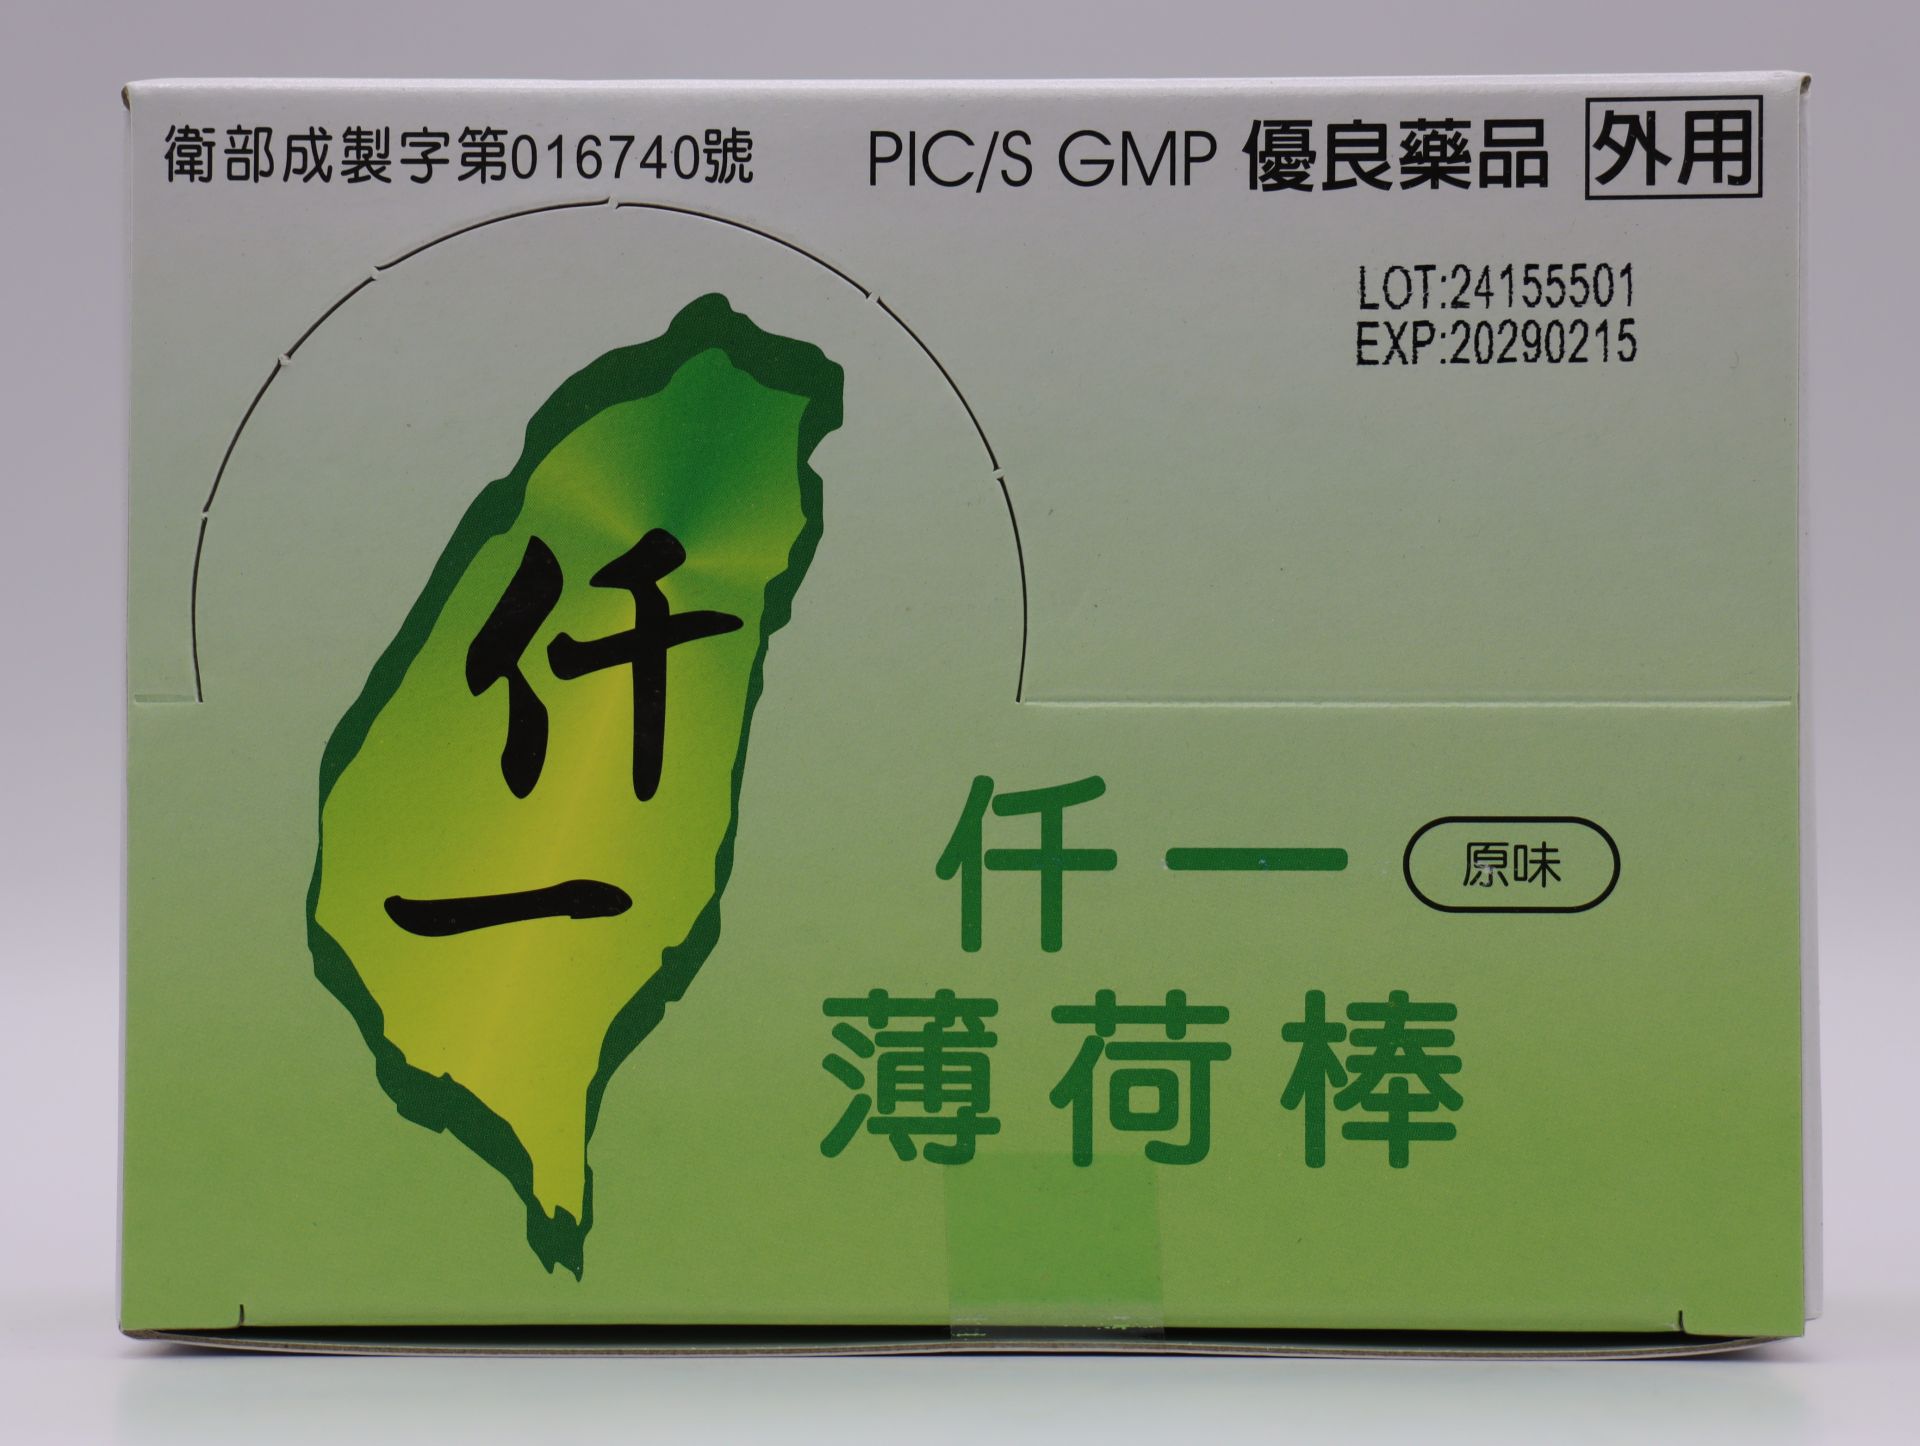 衛部成製字第016740號
PIC/S GMP 優良藥品 外用
LOT:24155501
EXP:20290215
仟
一
仟一 原味
薄荷棒